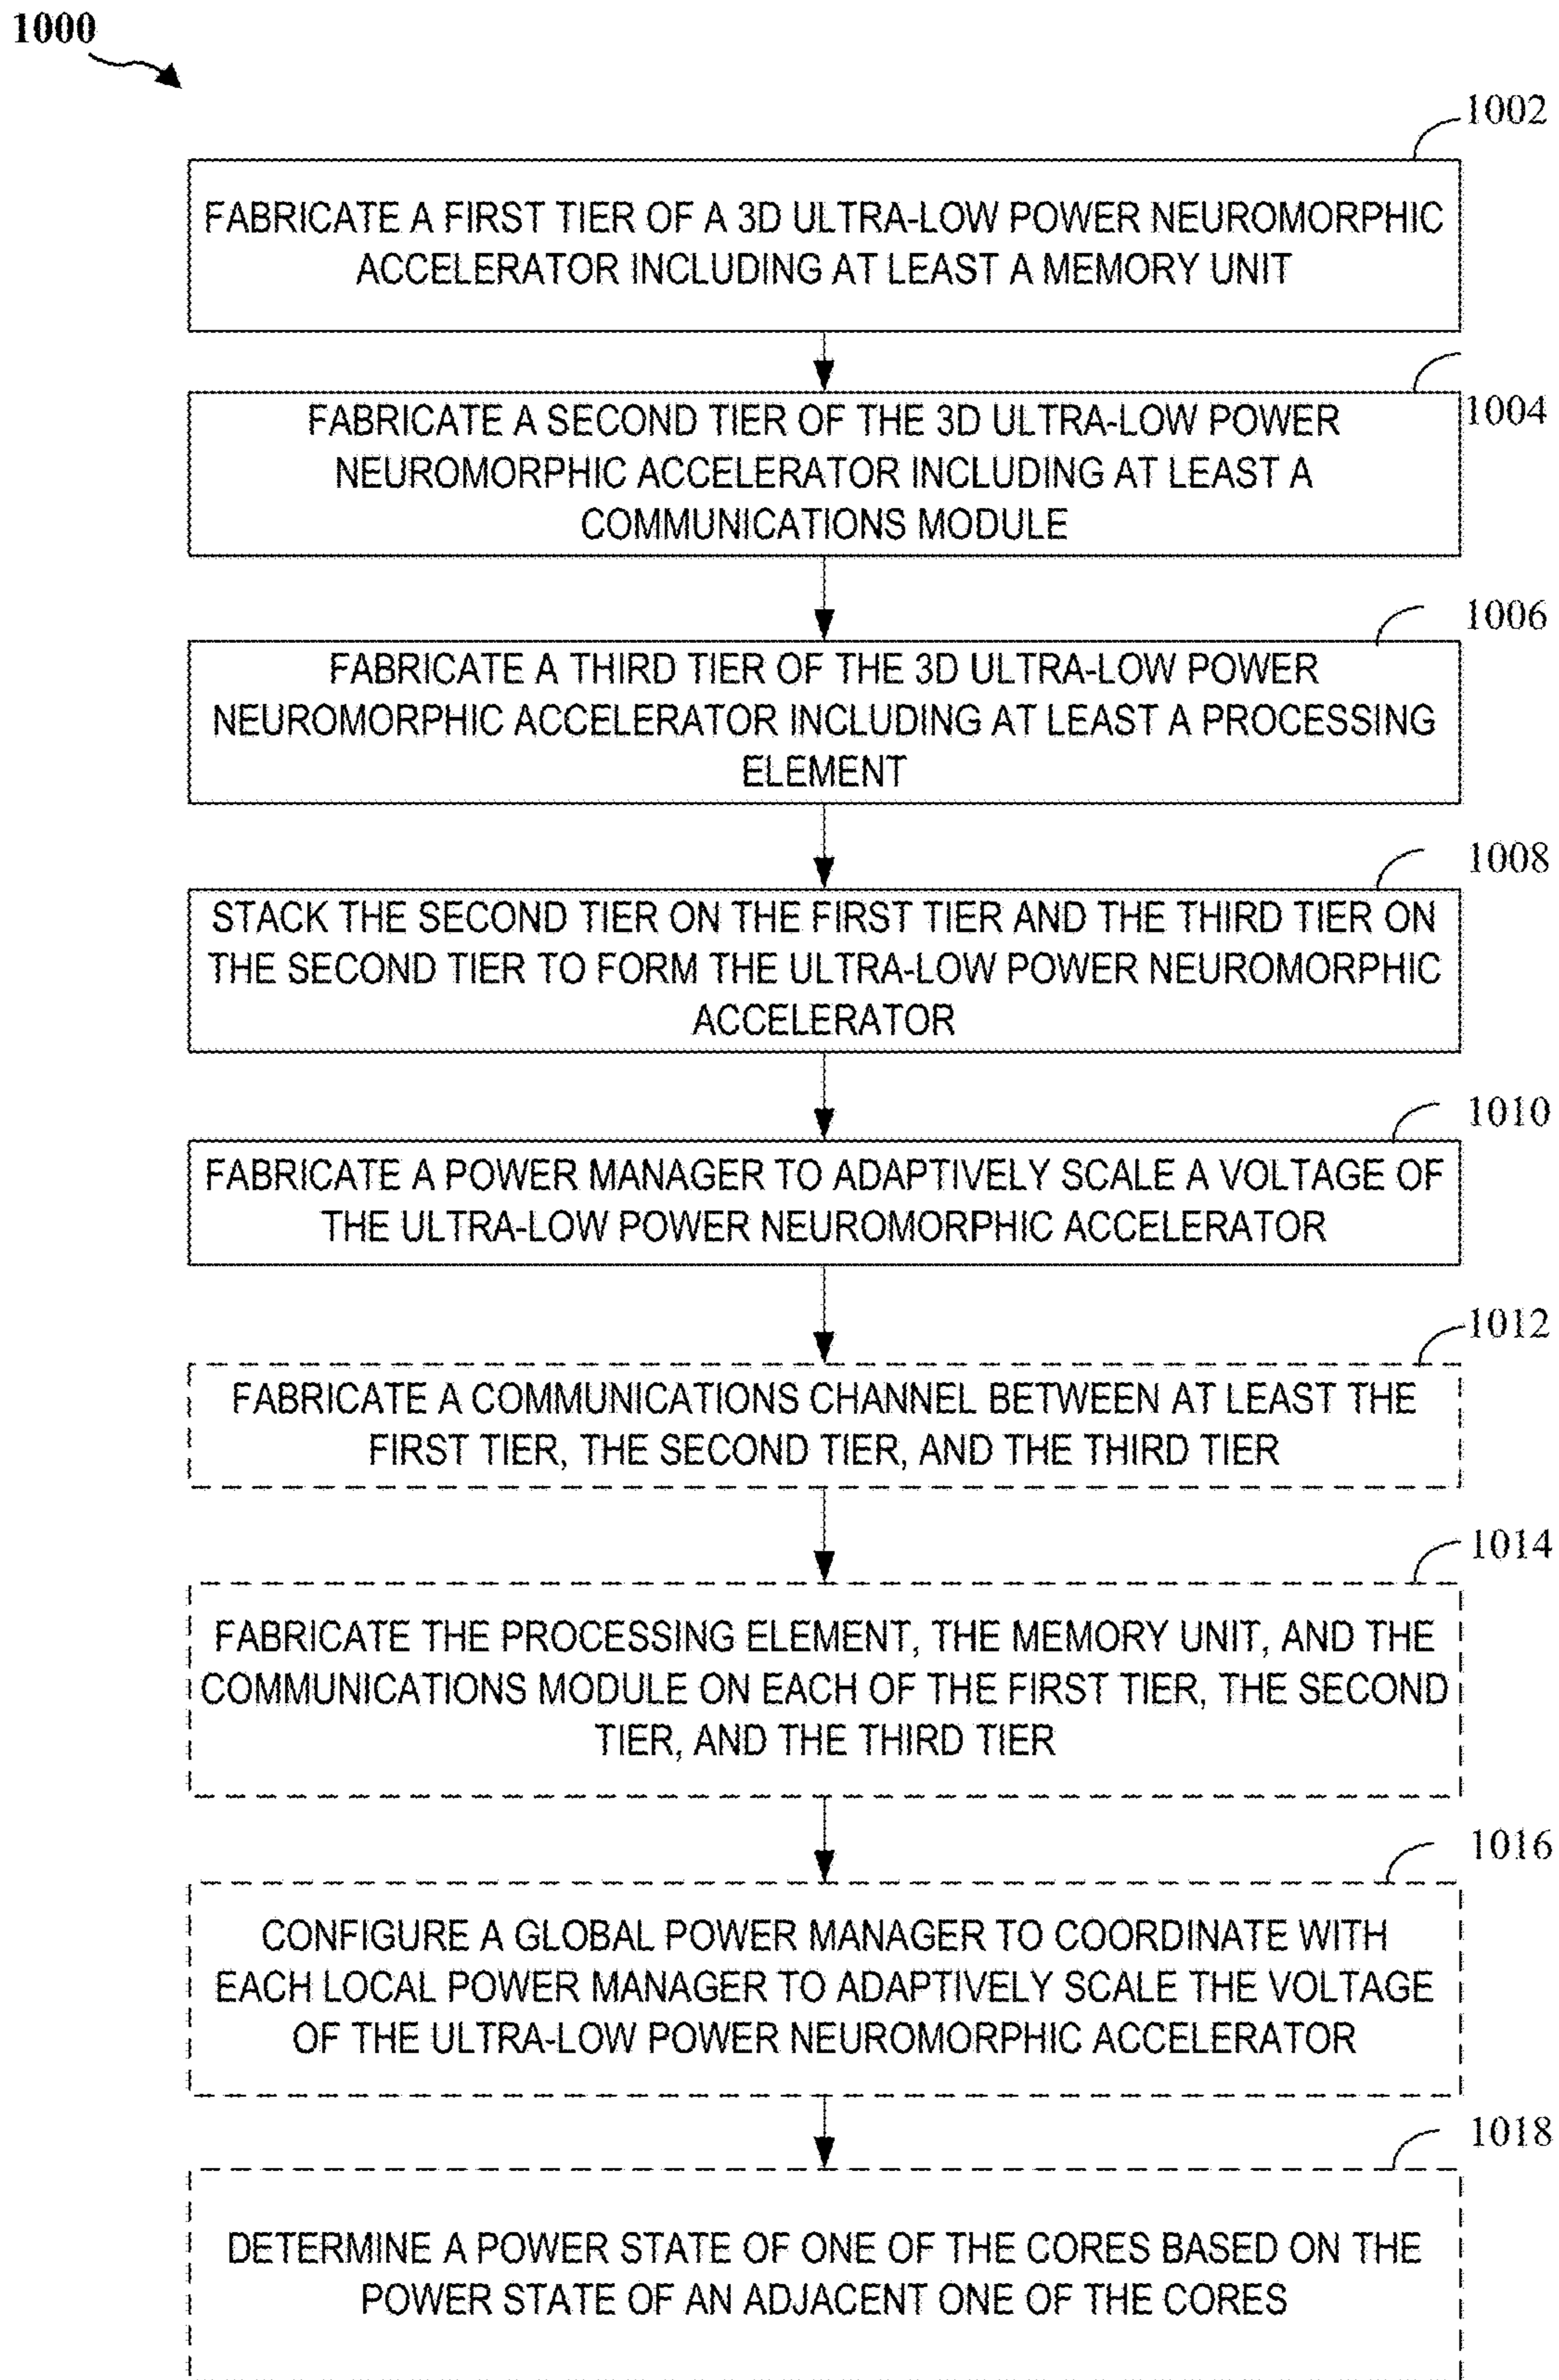 1000
1002
FABRICATE A FIRST TIER OF A 3D ULTRA-LOW POWER NEUROMORPHIC
ACCELERATOR INCLUDING AT LEAST A MEMORY UNIT
1004
FABRICATE A SECOND TIER OF THE 3D ULTRA-LOW POWER
NEUROMORPHIC ACCELERATOR INCLUDING AT LEAST A
COMMUNICATIONS MODULE
1006
FABRICATE A THIRD TIER OF THE 3D ULTRA-LOW POWER
NEUROMORPHIC ACCELERATOR INCLUDING AT LEAST A PROCESSING
ELEMENT
1008
STACK THE SECOND TIER ON THE FIRST TIER AND THE THIRD TIER ON
THE SECOND TIER TO FORM THE ULTRA-LOW POWER NEUROMORPHIC
ACCELERATOR
1010
FABRICATE A POWER MANAGER TO ADAPTIVELY SCALE A VOLTAGE OF
THE ULTRA-LOW POWER NEUROMORPHIC ACCELERATOR
1012
FABRICATE A COMMUNICATIONS CHANNEL BETWEEN AT LEAST THE
FIRST TIER, THE SECOND TIER, AND THE THIRD TIER
1014
FABRICATE THE PROCESSING ELEMENT, THE MEMORY UNIT, AND THE
COMMUNICATIONS MODULE ON EACH OF THE FIRST TIER, THE SECOND
TIER, AND THE THIRD TIER
1016
CONFIGURE A GLOBAL POWER MANAGER TO COORDINATE WITH
EACH LOCAL POWER MANAGER TO ADAPTIVELY SCALE THE VOLTAGE
OF THE ULTRA-LOW POWER NEUROMORPHIC ACCELERATOR
1018
DETERMINE A POWER STATE OF ONE OF THE CORES BASED ON THE
POWER STATE OF AN ADJACENT ONE OF THE CORES